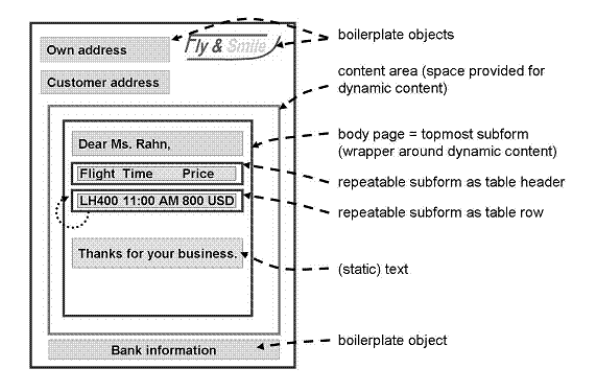 boilerplate objects
Own address
Fly & Smile
content area (space provided for
dynamic content)
Customer address
body page = topmost subform
(wrapper around dynamic content)
Dear Ms. Rahn,
Flight Time Price
repeatable subform as table header
LH400 11:00 AM 800 USD
repeatable subform as table row
Thanks for your business.
(static) text
Bank information
boilerplate object